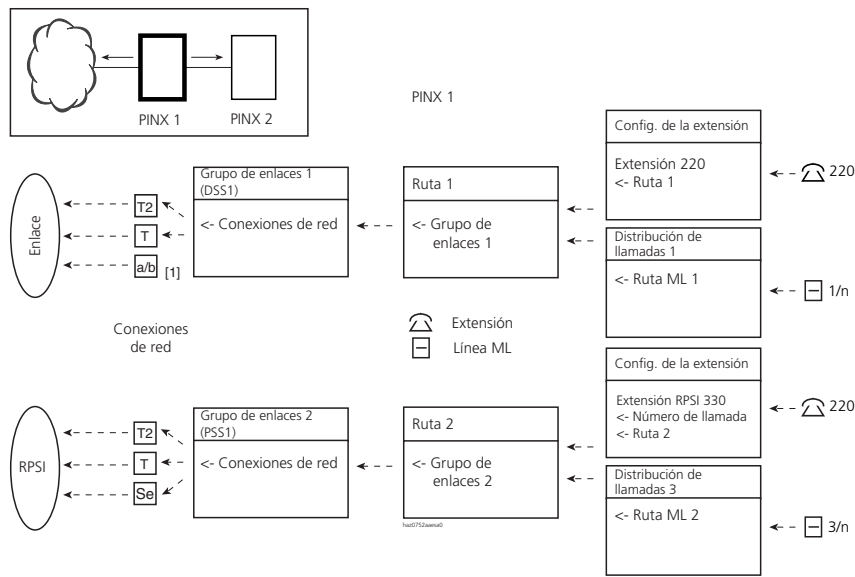 PINX 1
PINX 2
PINX 1
Enlace
T2
T
a/b
[1]
Grupo de enlaces 1
(DSS1)
<- Conexiones de red
Ruta 1
<- Grupo de
enlaces 1
Config. de la extensión
Extensión 220
<- Ruta 1
220
Distribución de
llamadas 1
<- Ruta ML 1
1/n
Conexiones
de red
Extensión
Línea ML
RPSI
T2
T
Se
Grupo de enlaces 2
(PSS1)
<- Conexiones de red
Ruta 2
<- Grupo de
enlaces 2
haz0752aaesa0
Config. de la extensión
Extensión RPSI 330
<- Número de llamada
<- Ruta 2
220
Distribución de
llamadas 3
<- Ruta ML 2
3/n